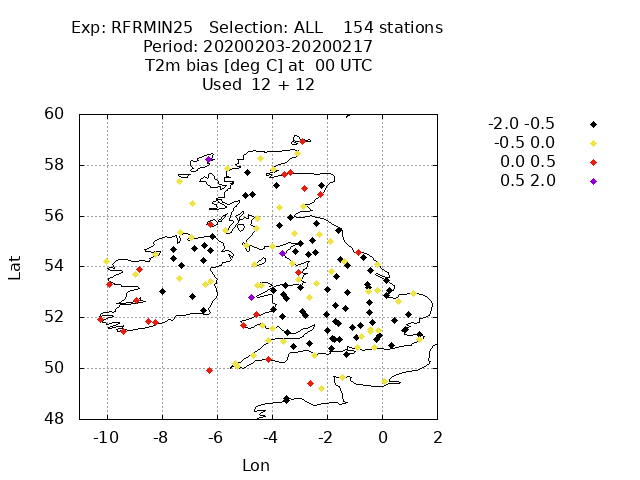 Exp: RFRMIN25 Selection: ALL 154 stations
Period: 20200203-20200217
T2m bias [deg C] at 00 UTC
Used 12 + 12
-2.0 -0.5
-0.5 0.0
0.0 0.5
0.5 2.0
60
58
56
54
52
50
48
Lat
-10 -8 -6 -4 -2 0 2
Lon